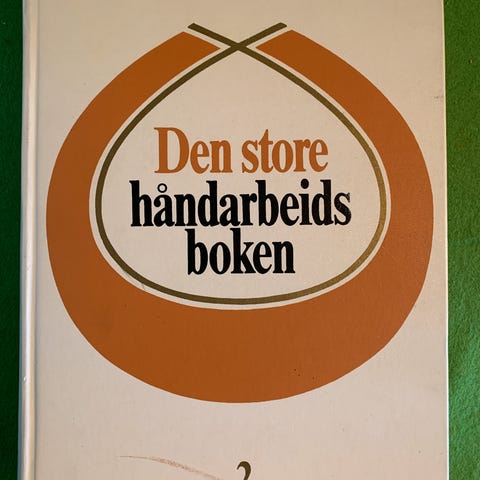 Den store
håndarbeids
boken
2